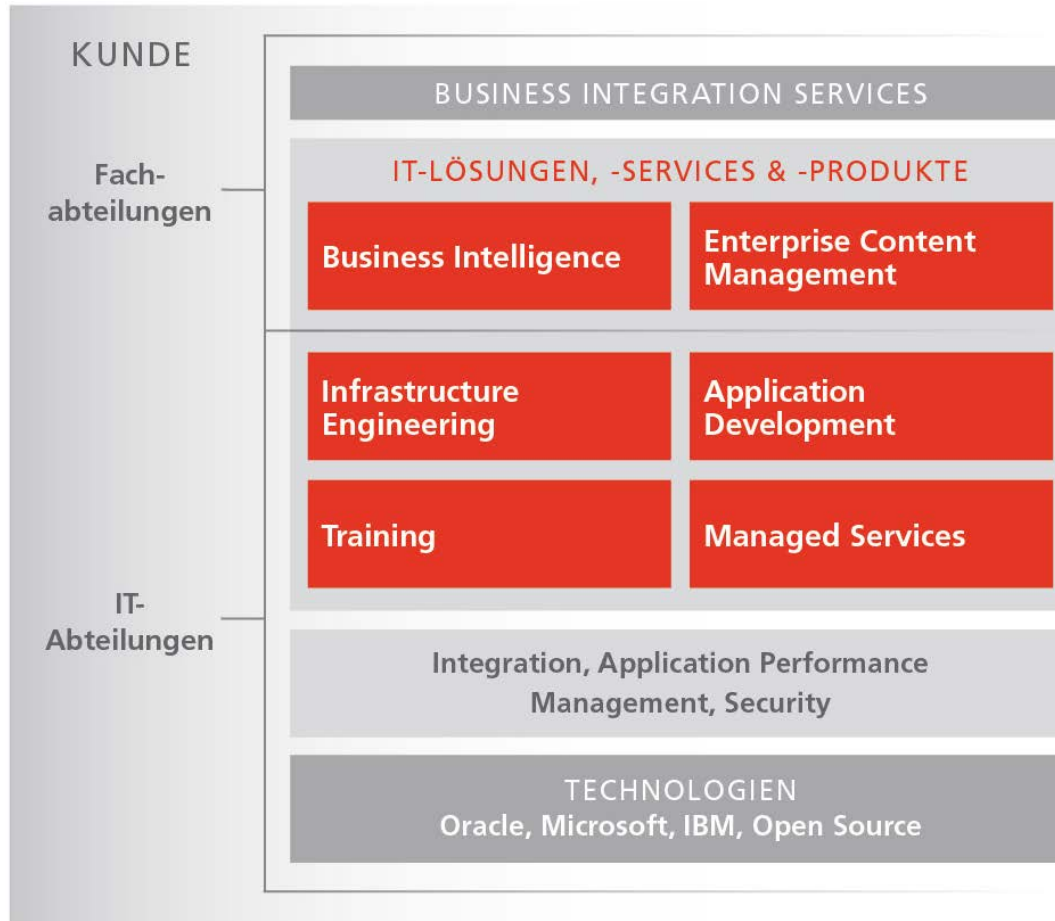 KUNDE
BUSINESS INTEGRATION SERVICES
Fach-
abteilungen
IT-LÖSUNGEN, -SERVICES & -PRODUKTE
Business Intelligence
Enterprise Content
Management
Infrastructure
Engineering
Application
Development
Training
Managed Services
IT-
Abteilungen
Integration, Application Performance
Management, Security
TECHNOLOGIEN
Oracle, Microsoft, IBM, Open Source